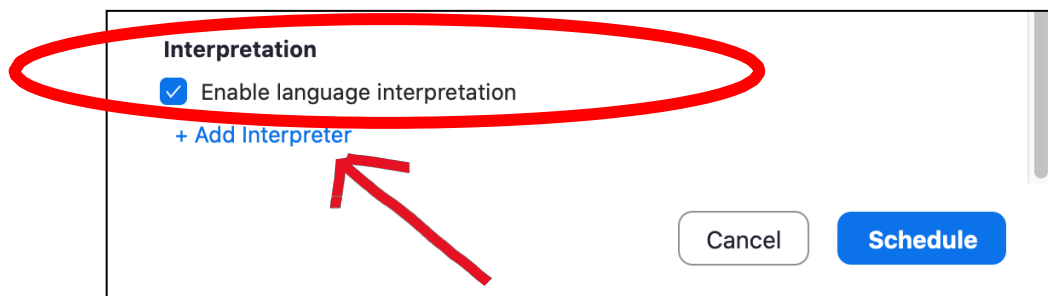 Interpretation
Enable language interpretation
+ Add Interpreter
Cancel Schedule